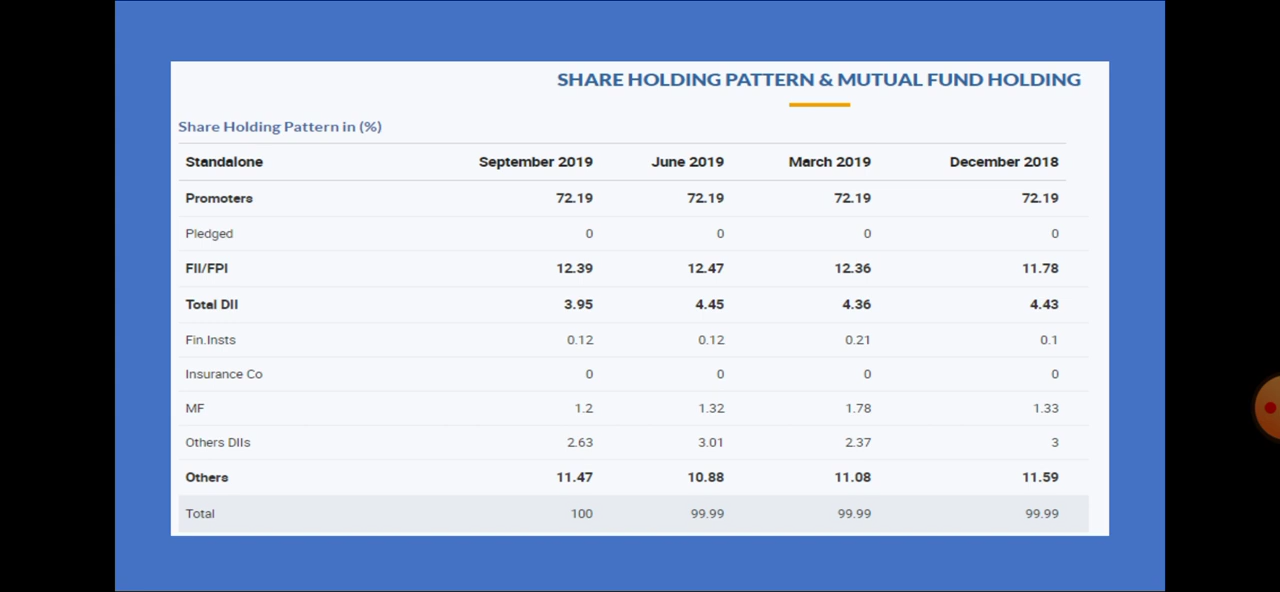 SHARE HOLDING PATTERN & MUTUAL FUND HOLDING
Share Holding Pattern in (%)
Standalone September 2019 June 2019 March 2019 December 2018
Promoters 72.19 72.19 72.19 72.19
Pledged 0 0 0 0
FII/FPI 12.39 12.47 12.36 11.78
Total DII 3.95 4.45 4.36 4.43
Fin.Insts 0.12 0.12 0.21 0.1
Insurance Co 0 0 0 0
MF 1.2 1.32 1.78 1.33
Others DIIs 2.63 3.01 2.37 3
Others 11.47 10.88 11.08 11.59
Total 100 99.99 99.99 99.99